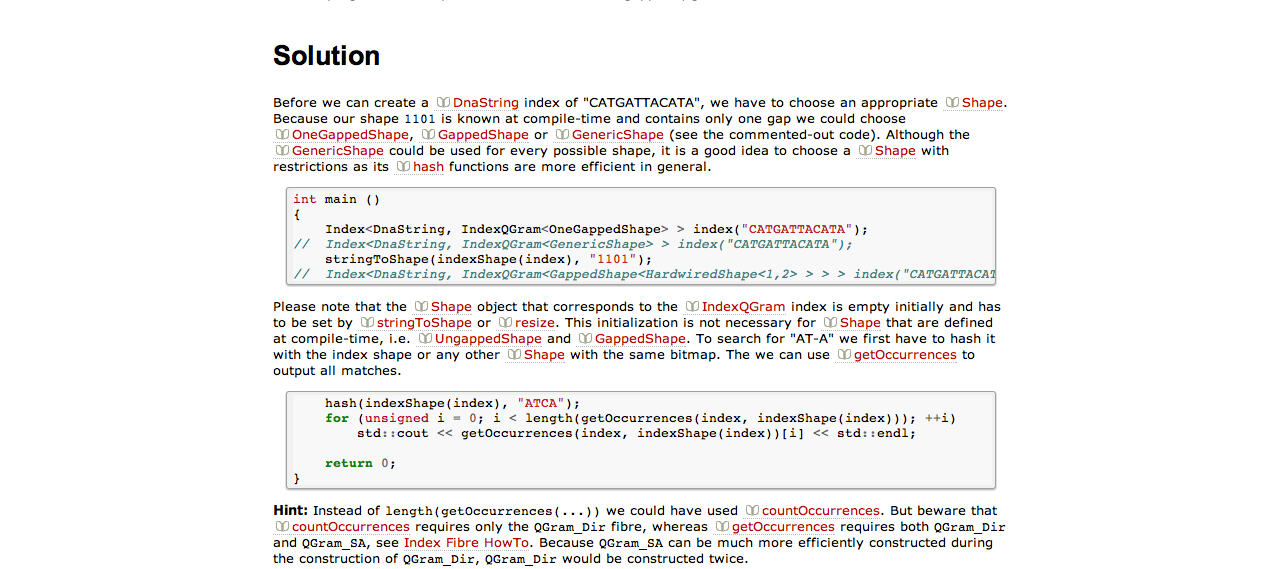 Solution
Before we can create a DnaString index of "CATGATTACATA", we have to choose an appropriate Shape.
Because our shape 1101 is known at compile-time and contains only one gap we could choose
OneGappedShape, GappedShape or GenericShape (see the commented-out code). Although the
GenericShape could be used for every possible shape, it is a good idea to choose a Shape with
restrictions as its hash functions are more efficient in general.
int main ()
{
    Index<DnaString, IndexQGram<OneGappedShape> > index("CATGATTACATA");
//  Index<DnaString, IndexQGram<GenericShape> > index("CATGATTACATA");
    stringToShape(indexShape(index), "1101");
//  Index<DnaString, IndexQGram<GappedShape<HardwiredShape<1,2> > > > index("CATGATTACAT
Please note that the Shape object that corresponds to the IndexQGram index is empty initially and has
to be set by stringToShape or resize. This initialization is not necessary for Shape that are defined
at compile-time, i.e. UngappedShape and GappedShape. To search for "AT-A" we first have to hash it
with the index shape or any other Shape with the same bitmap. The we can use getOccurrences to
output all matches.
    hash(indexShape(index), "ATCA");
    for (unsigned i = 0; i < length(getOccurrences(index, indexShape(index))); ++i)
        std::cout << getOccurrences(index, indexShape(index))[i] << std::endl;
    return 0;
}
Hint: Instead of length(getOccurrences(...)) we could have used countOccurrences. But beware that
countOccurrences requires only the QGram_Dir fibre, whereas getOccurrences requires both QGram_Dir
and QGram_SA, see Index Fibre HowTo. Because QGram_SA can be much more efficiently constructed during
the construction of QGram_Dir, QGram_Dir would be constructed twice.